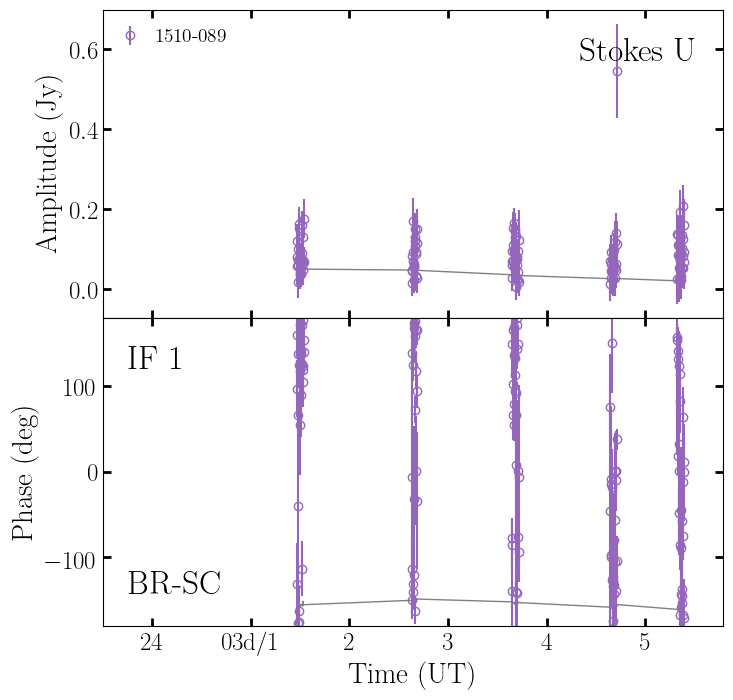 1510-089
Stokes U
0.6
0.4
0.2
0.0
Amplitude (Jy)
IF 1
100
0
−100
Phase (deg)
BR-SC
24 03d/1 2 3 4 5
Time (UT)